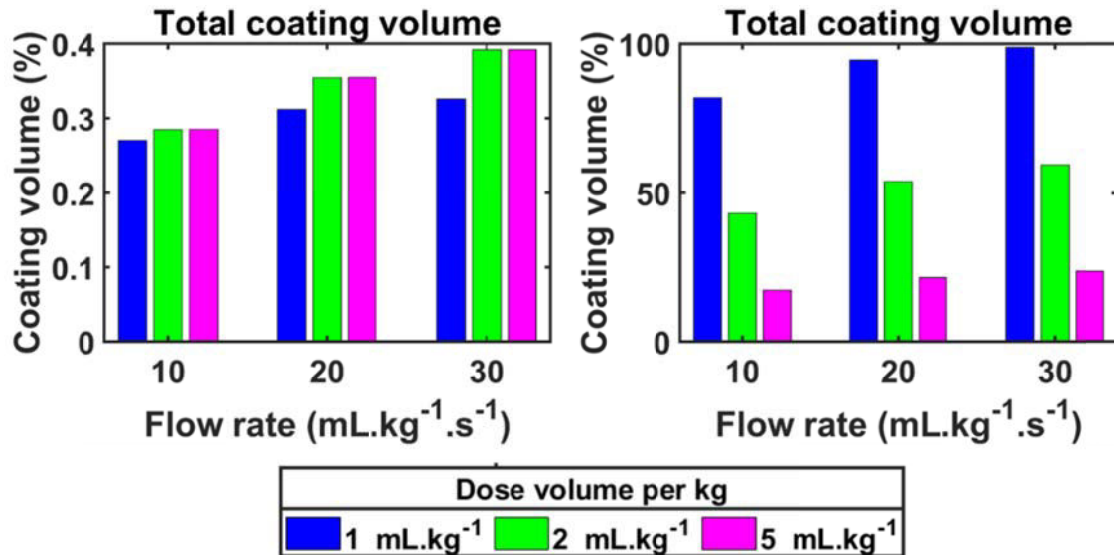 Total coating volume
Coating volume (%)
0.4
0.3
0.2
0.1
0
10 20 30
Flow rate (mL.kg⁻¹.s⁻¹)
Total coating volume
Coating volume (%)
100
50
0
10 20 30
Flow rate (mL.kg⁻¹.s⁻¹)
Dose volume per kg
1 mL.kg⁻¹ 2 mL.kg⁻¹ 5 mL.kg⁻¹